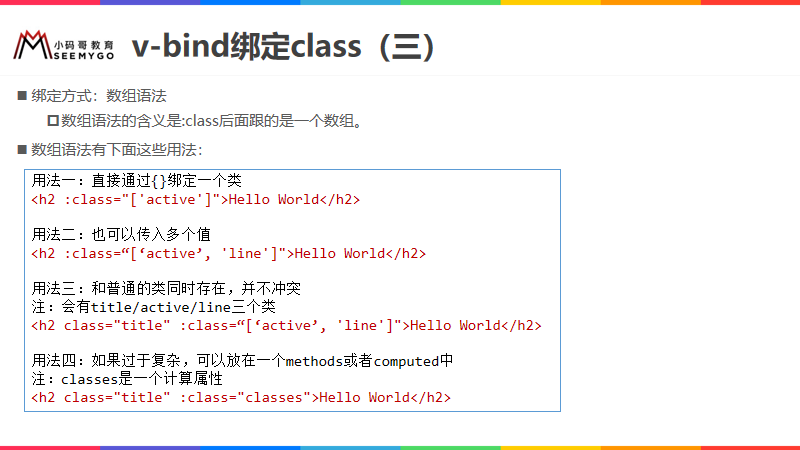 小码哥教育
SEEMYGO
v-bind绑定class（三）
绑定方式：数组语法
数组语法的含义是:class后面跟的是一个数组。
数组语法有下面这些用法：
用法一：直接通过{}绑定一个类
<h2 :class="['active']">Hello World</h2>
用法二：也可以传入多个值
<h2 :class=“[‘active’, 'line']">Hello World</h2>
用法三：和普通的类同时存在，并不冲突
注：会有title/active/line三个类
<h2 class="title" :class=“[‘active’, 'line']">Hello World</h2>
用法四：如果过于复杂，可以放在一个methods或者computed中
注：classes是一个计算属性
<h2 class="title" :class="classes">Hello World</h2>